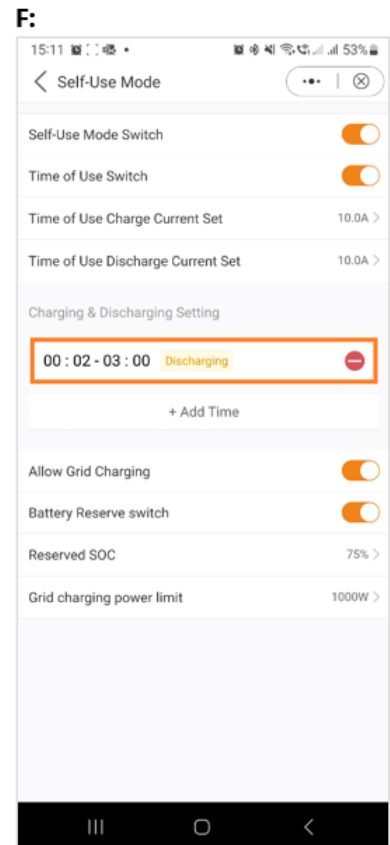 F:
15:11 53%
Self-Use Mode
Self-Use Mode Switch
Time of Use Switch
Time of Use Charge Current Set 10.0A >
Time of Use Discharge Current Set 10.0A >
Charging & Discharging Setting
00 : 02 - 03 : 00 Discharging
+ Add Time
Allow Grid Charging
Battery Reserve switch
Reserved SOC 75% >
Grid charging power limit 1000W >